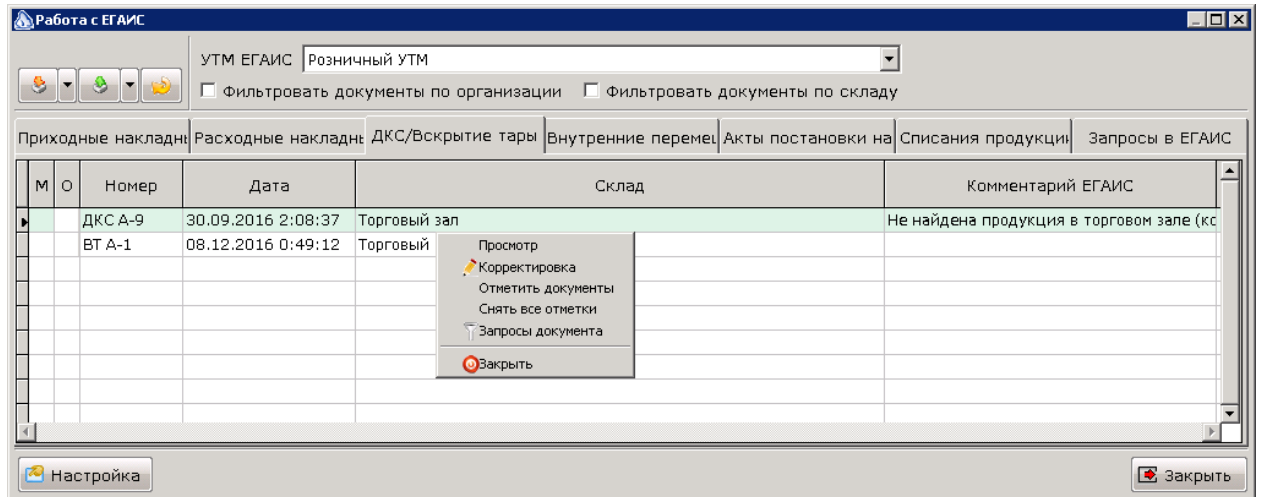 Работа с ЕГАИС
УТМ ЕГАИС Розничный УТМ
Фильтровать документы по организации Фильтровать документы по складу
Приходные накладны Расходные накладны ДКС/Вскрытие тары Внутренние перемещ Акты постановки на Списания продукции Запросы в ЕГАИС
М О Номер Дата Склад Комментарий ЕГАИС
ДКС А-9 30.09.2016 2:08:37 Торговый зал Не найдена продукция в торговом зале (кс
ВТ А-1 08.12.2016 0:49:12 Торговый
Просмотр
Корректировка
Отметить документы
Снять все отметки
Запросы документа
Закрыть
Настройка Закрыть